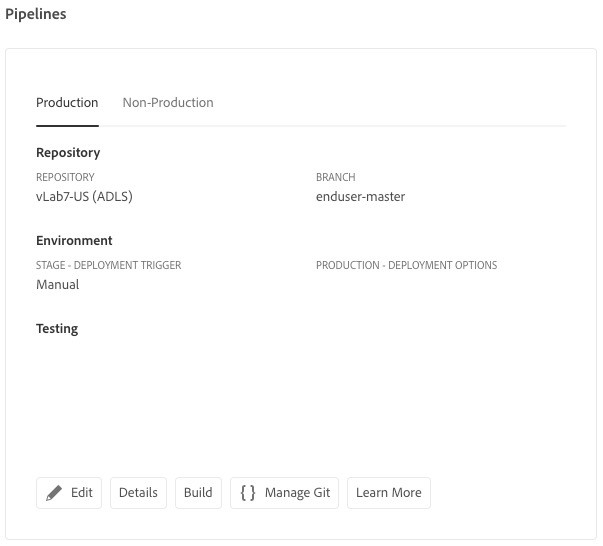 Pipelines
Production Non-Production
Repository
REPOSITORY BRANCH
vLab7-US (ADLS) enduser-master
Environment
STAGE - DEPLOYMENT TRIGGER PRODUCTION - DEPLOYMENT OPTIONS
Manual
Testing
Edit Details Build { } Manage Git Learn More